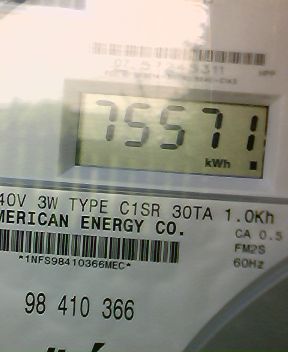 75571
kWh
40V 3W TYPE C1SR 30TA 1.0Kh
MERICAN ENERGY CO.
CA 0.5
FM2S
*1NFS98410366MEC*
60Hz
98 410 366